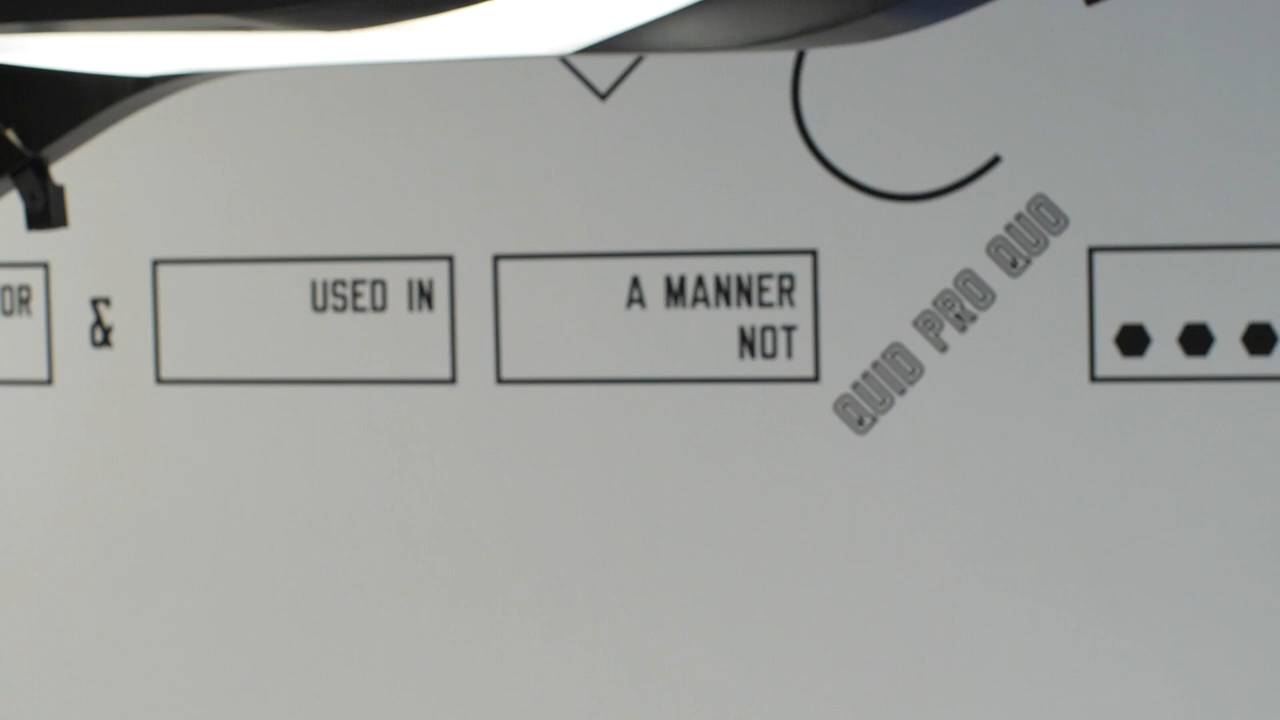 OR
&
USED IN
A MANNER
NOT
QUID PRO QUO